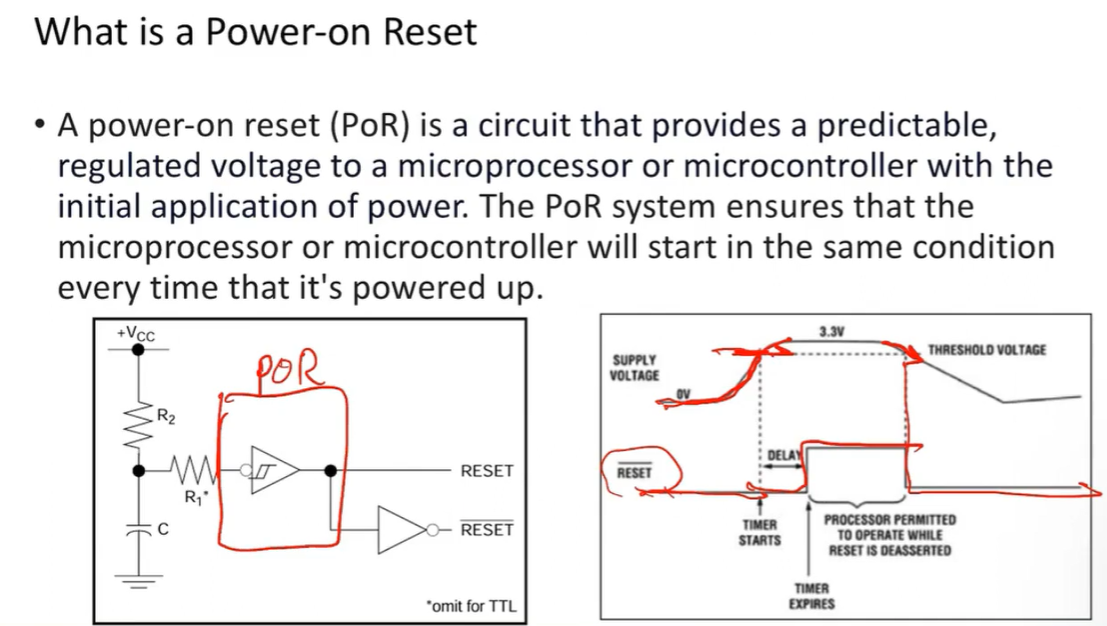 What is a Power-on Reset
• A power-on reset (PoR) is a circuit that provides a predictable,
regulated voltage to a microprocessor or microcontroller with the
initial application of power. The PoR system ensures that the
microprocessor or microcontroller will start in the same condition
every time that it's powered up.
+VCC
POR
R2
R1*
C
RESET
RESET
*omit for TTL
3.3V
THRESHOLD VOLTAGE
SUPPLY
VOLTAGE
0V
DELAY
RESET
TIMER
STARTS
PROCESSOR PERMITTED
TO OPERATE WHILE
RESET IS DEASSERTED
TIMER
EXPIRES